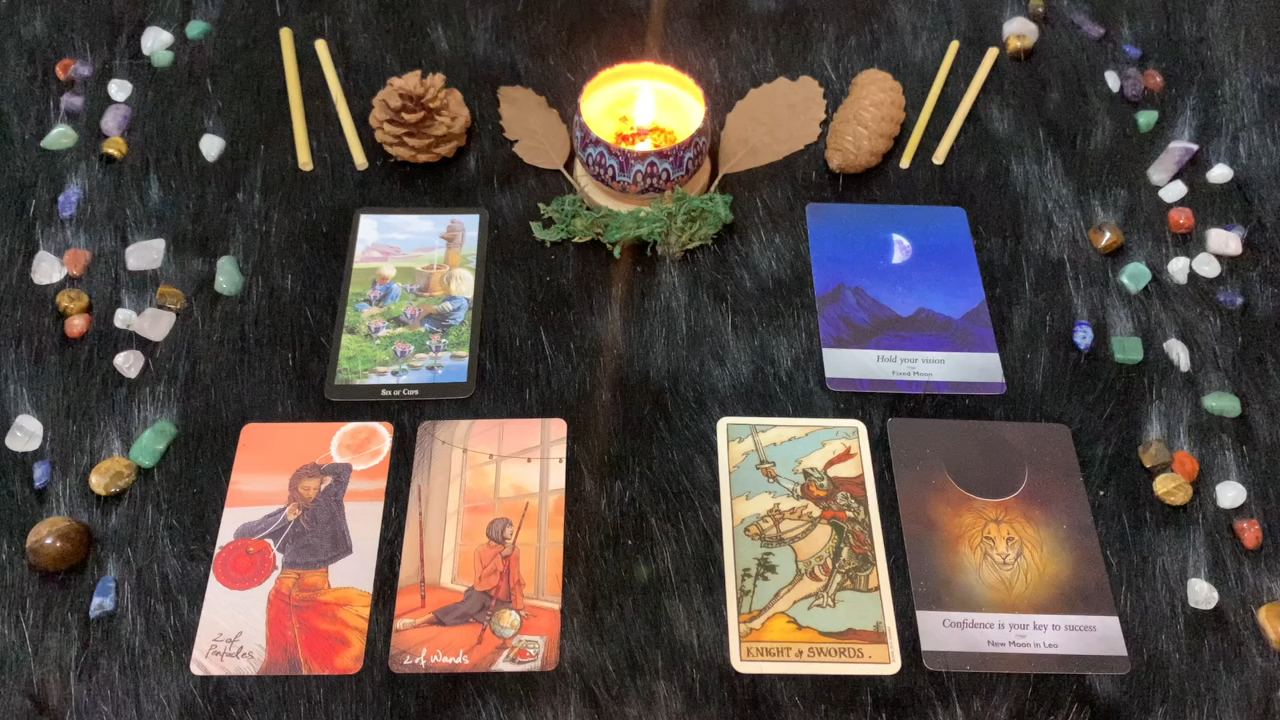 Six of Cups
Hold your vision
Fixed Moon
2 of
Pentacles
2 of Wands
KNIGHT of SWORDS.
Confidence is your key to success
New Moon in Leo